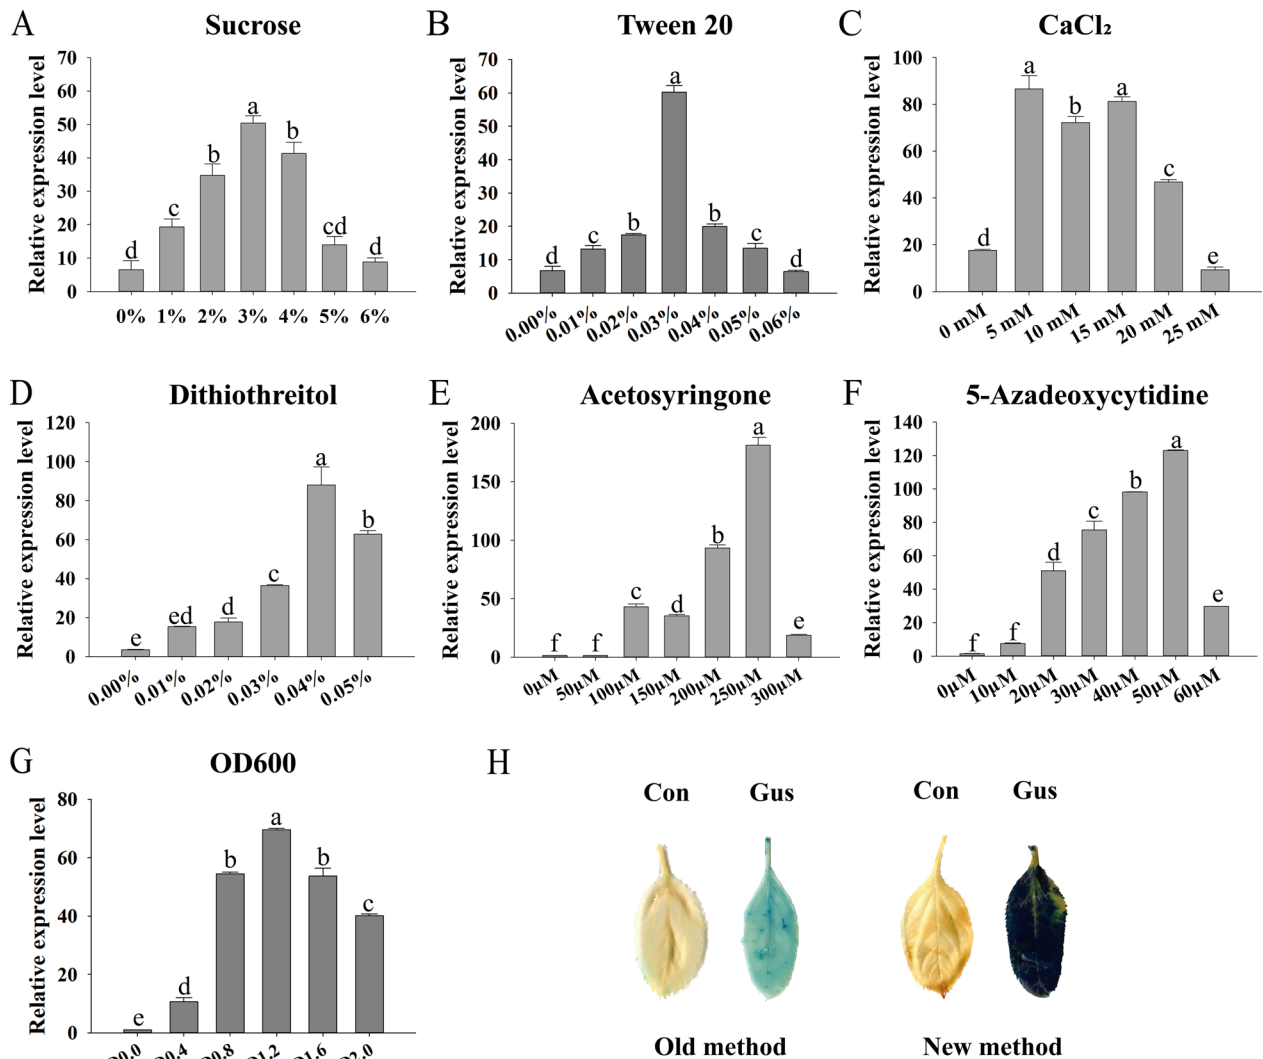 A
Sucrose
Relative expression level
70
60
50
40
30
20
10
0
d
c
b
a
b
cd
d
0% 1% 2% 3% 4% 5% 6%
B
Tween 20
Relative expression level
70
60
50
40
30
20
10
0
d
c
b
a
b
c
d
0.00% 0.01% 0.02% 0.03% 0.04% 0.05% 0.06%
C
CaCl₂
Relative expression level
100
80
60
40
20
0
d
a
b
a
c
e
0 mM 5 mM 10 mM 15 mM 20 mM 25 mM
D
Dithiothreitol
Relative expression level
120
100
80
60
40
20
0
e
ed
d
c
a
b
0.00% 0.01% 0.02% 0.03% 0.04% 0.05%
E
Acetosyringone
Relative expression level
200
150
100
50
0
f
f
c
d
b
a
e
0μM 50μM 100μM 150μM 200μM 250μM 300μM
F
5-Azadeoxycytidine
Relative expression level
140
120
100
80
60
40
20
0
f
f
d
c
b
a
e
0μM 10μM 20μM 30μM 40μM 50μM 60μM
G
OD600
Relative expression level
80
60
40
20
0
e
d
b
a
b
c
H
Con Gus Con Gus
Old method New method